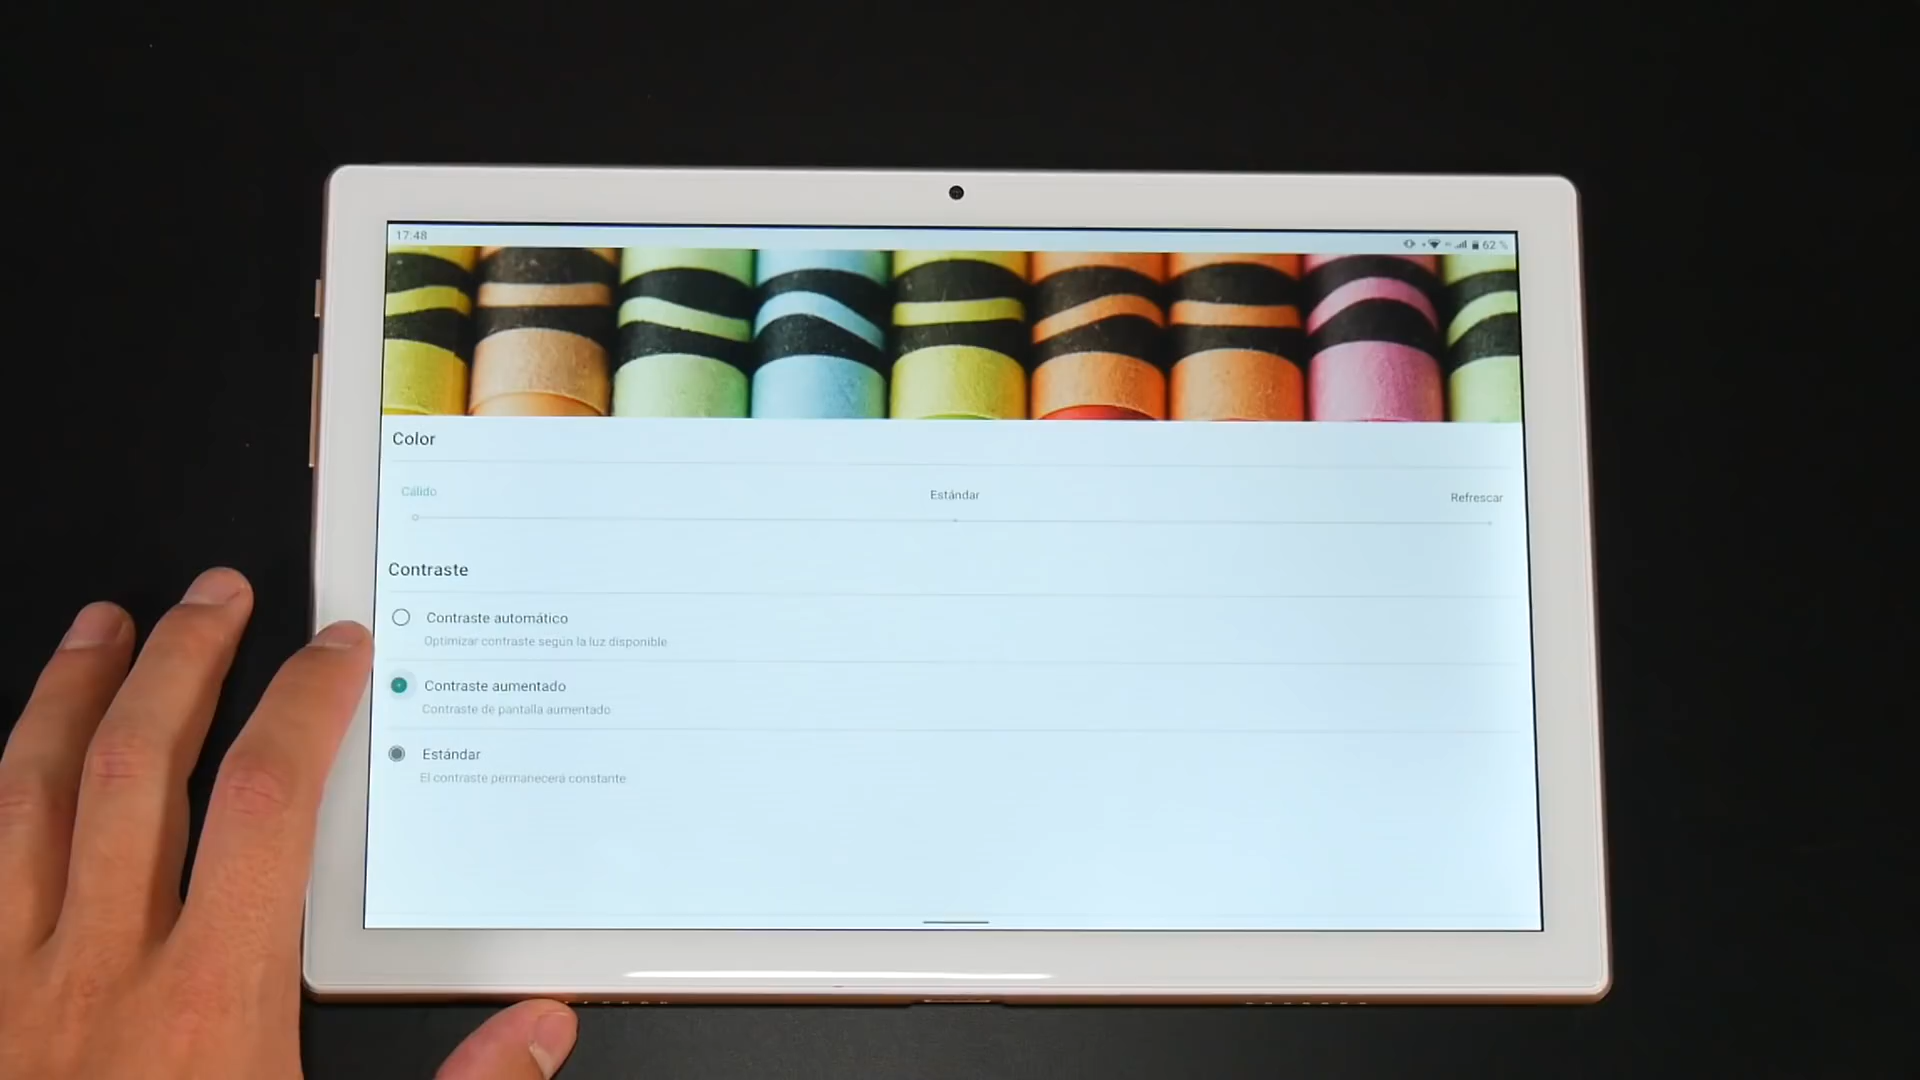 17:48
62 %
Color
Cálido
Estándar
Refrescar
Contraste
Contraste automático
Optimizar contraste según la luz disponible
Contraste aumentado
Contraste de pantalla aumentado
Estándar
El contraste permanecerá constante